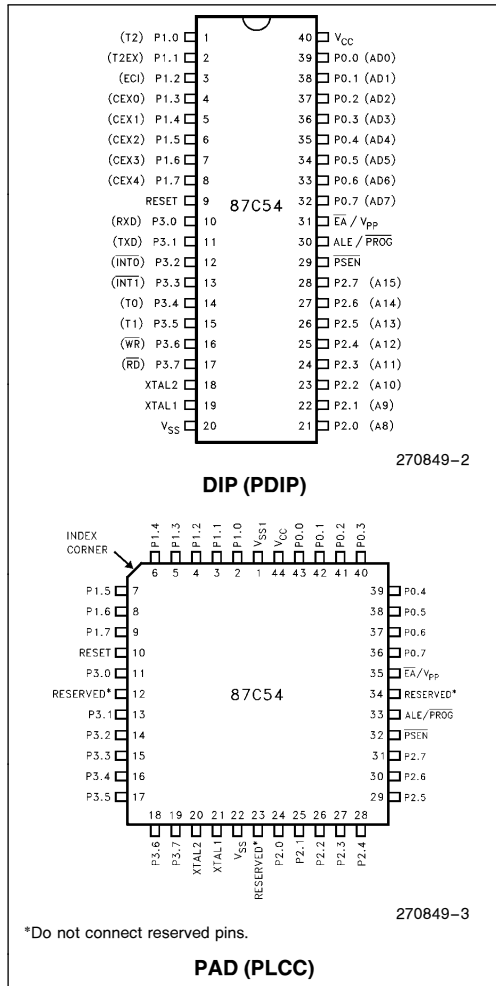 (T2) P1.0 1 40 VCC
(T2EX) P1.1 2 39 P0.0 (AD0)
(ECI) P1.2 3 38 P0.1 (AD1)
(CEX0) P1.3 4 37 P0.2 (AD2)
(CEX1) P1.4 5 36 P0.3 (AD3)
(CEX2) P1.5 6 35 P0.4 (AD4)
(CEX3) P1.6 7 34 P0.5 (AD5)
(CEX4) P1.7 8 33 P0.6 (AD6)
RESET 9 32 P0.7 (AD7)
87C54
(RXD) P3.0 10 31 EA / VPP
(TXD) P3.1 11 30 ALE / PROG
(INT0) P3.2 12 29 PSEN
(INT1) P3.3 13 28 P2.7 (A15)
(T0) P3.4 14 27 P2.6 (A14)
(T1) P3.5 15 26 P2.5 (A13)
(WR) P3.6 16 25 P2.4 (A12)
(RD) P3.7 17 24 P2.3 (A11)
XTAL2 18 23 P2.2 (A10)
XTAL1 19 22 P2.1 (A9)
VSS 20 21 P2.0 (A8)
270849-2
DIP (PDIP)
INDEX
CORNER
P1.4 P1.3 P1.2 P1.1 P1.0 VSS1 VCC P0.0 P0.1 P0.2 P0.3
6 5 4 3 2 1 44 43 42 41 40
P1.5 7 39 P0.4
P1.6 8 38 P0.5
P1.7 9 37 P0.6
RESET 10 36 P0.7
P3.0 11 35 EA/VPP
RESERVED* 12 87C54 34 RESERVED*
P3.1 13 33 ALE/PROG
P3.2 14 32 PSEN
P3.3 15 31 P2.7
P3.4 16 30 P2.6
P3.5 17 29 P2.5
18 19 20 21 22 23 24 25 26 27 28
P3.6 P3.7 XTAL2 XTAL1 VSS RESERVED* P2.0 P2.1 P2.2 P2.3 P2.4
270849-3
*Do not connect reserved pins.
PAD (PLCC)